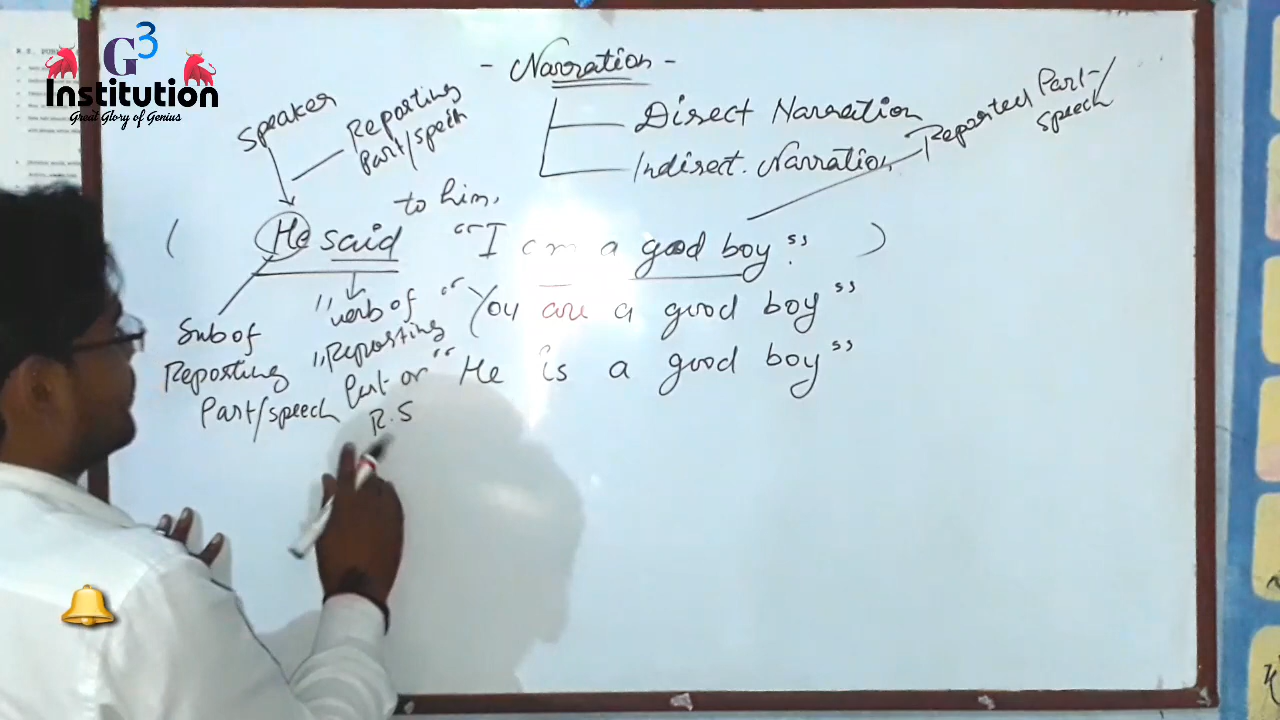 G3
Institution
Great Glory of Genius
- Narration -
Direct Narration
Indirect. Narration
Speaker
Reporting
Part/speech
Reported Part/
speech
to him,
( He said "I am a good boy". )
"You are a good boy"
"He is a good boy"
Sub of
Reporting
Part/speech
"verb of
"Reporting
Part or
R.S